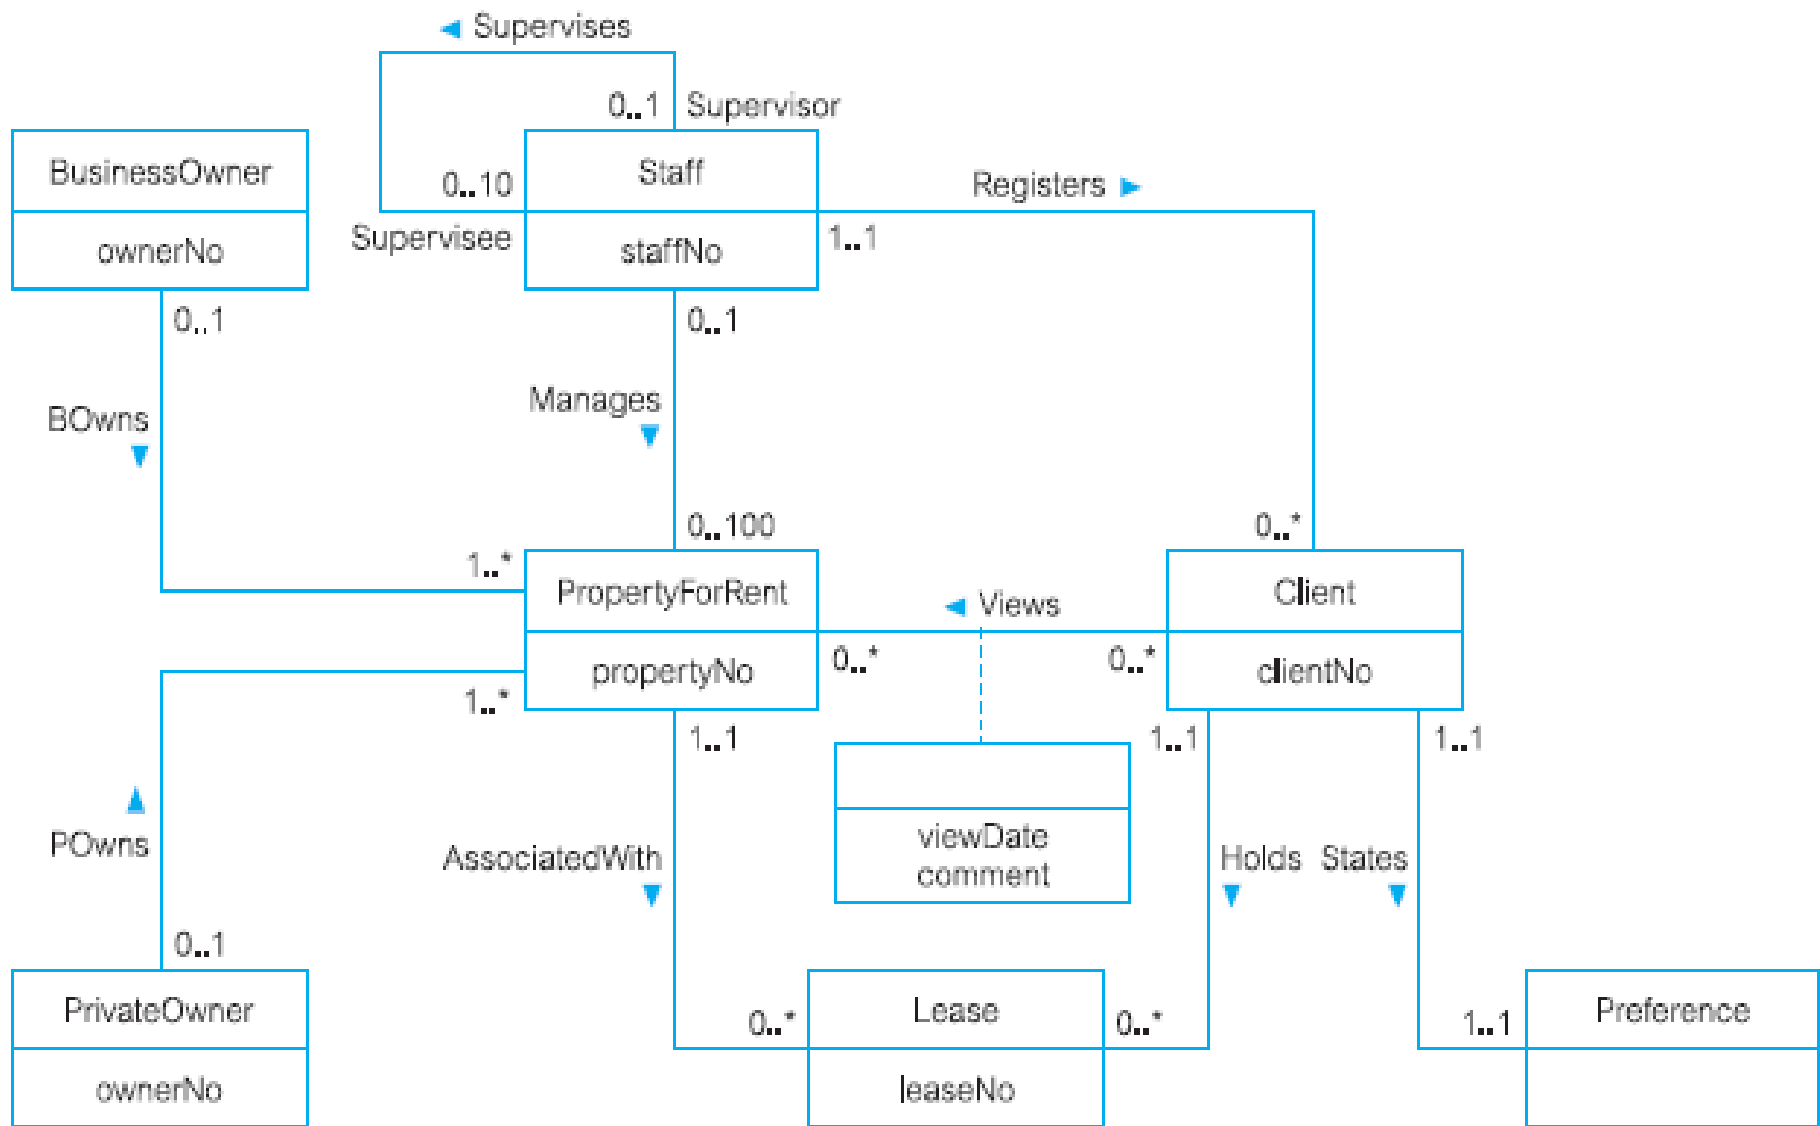 Supervises
0..1 Supervisor
BusinessOwner
ownerNo
0..10
Supervisee
Staff
staffNo
Registers
1..1
0..1
0..1
BOwns
Manages
0..100
0..*
1..*
PropertyForRent
propertyNo
Views
Client
clientNo
0..*
0..*
1..*
1..1
1..1
1..1
viewDate
comment
POwns
AssociatedWith
Holds
States
0..1
PrivateOwner
ownerNo
0..*
Lease
leaseNo
0..*
1..1
Preference